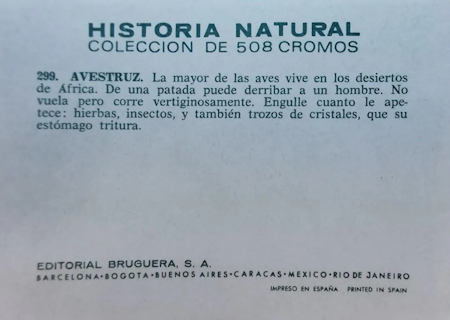 HISTORIA NATURAL
COLECCION DE 508 CROMOS
299. AVESTRUZ. La mayor de las aves vive en los desiertos
de África. De una patada puede derribar a un hombre. No
vuela pero corre vertiginosamente. Engulle cuanto le ape-
tece: hierbas, insectos, y también trozos de cristales, que su
estómago tritura.
EDITORIAL BRUGUERA, S. A.
BARCELONA•BOGOTA•BUENOS AIRES•CARACAS•MEXICO•RIO DE JANEIRO
IMPRESO EN ESPAÑA PRINTED IN SPAIN